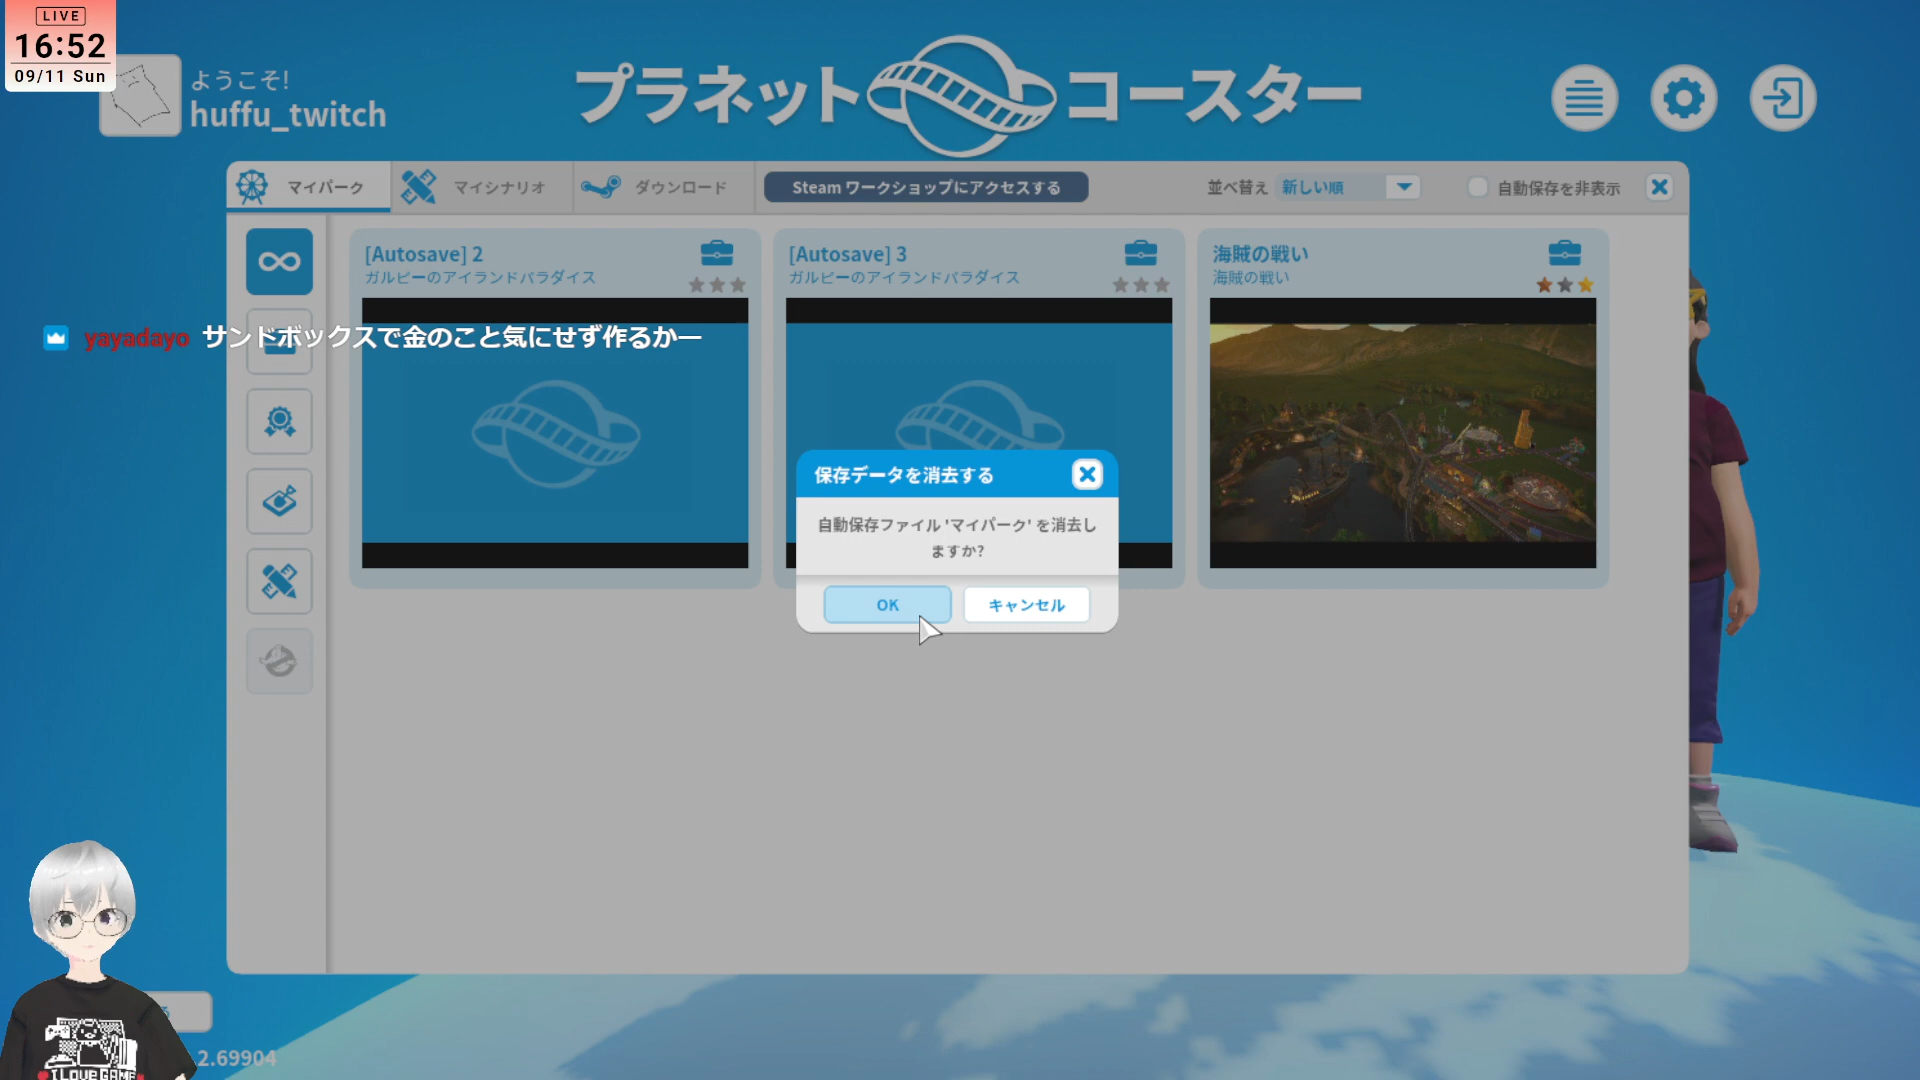 LIVE
16:52
09/11 Sun
ようこそ!
huffu_twitch
プラネット コースター
マイパーク
マイシナリオ
ダウンロード
Steam ワークショップにアクセスする
並べ替え 新しい順
自動保存を非表示
[Autosave] 2
ガルピーのアイランドパラダイス
[Autosave] 3
ガルピーのアイランドパラダイス
海賊の戦い
海賊の戦い
yayadayo サンドボックスで金のこと気にせず作るかー
保存データを消去する
自動保存ファイル 'マイパーク' を消去し
ますか?
OK
キャンセル
2.69904
I LOVE GAME